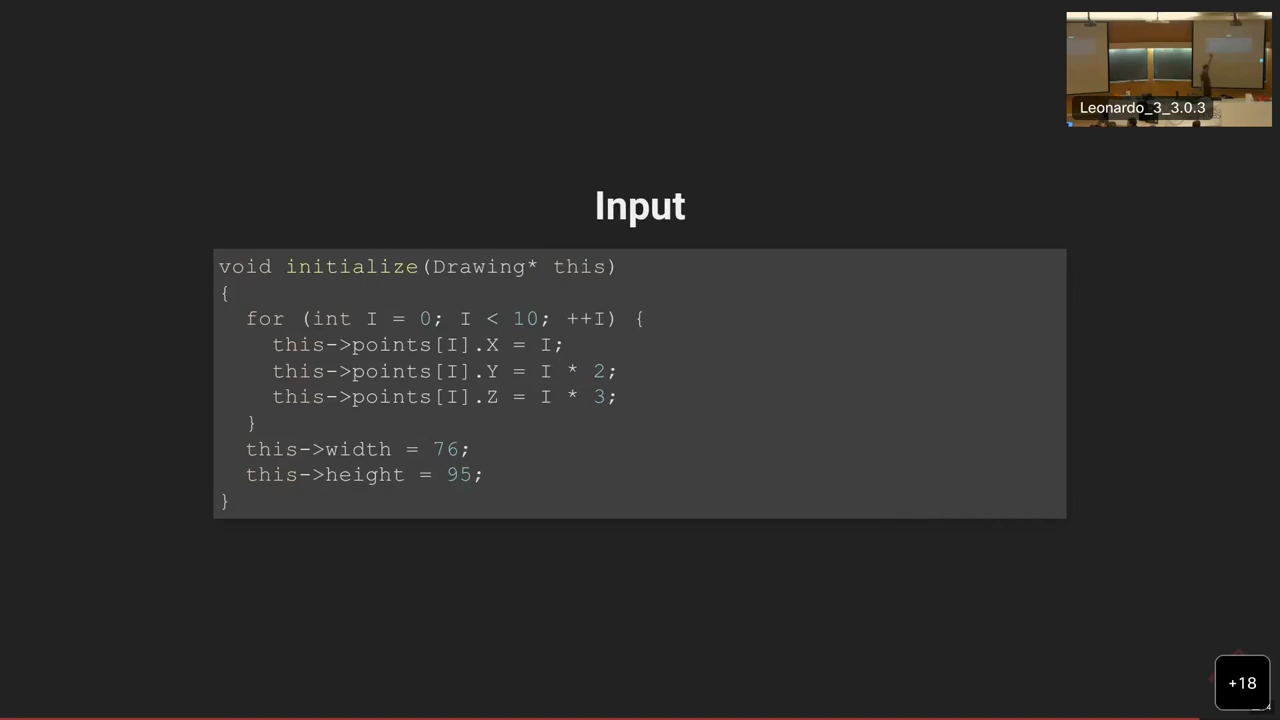 Leonardo_3_3.0.3
Input
void initialize(Drawing* this)
{
  for (int I = 0; I < 10; ++I) {
    this->points[I].X = I;
    this->points[I].Y = I * 2;
    this->points[I].Z = I * 3;
  }
  this->width = 76;
  this->height = 95;
}
+18